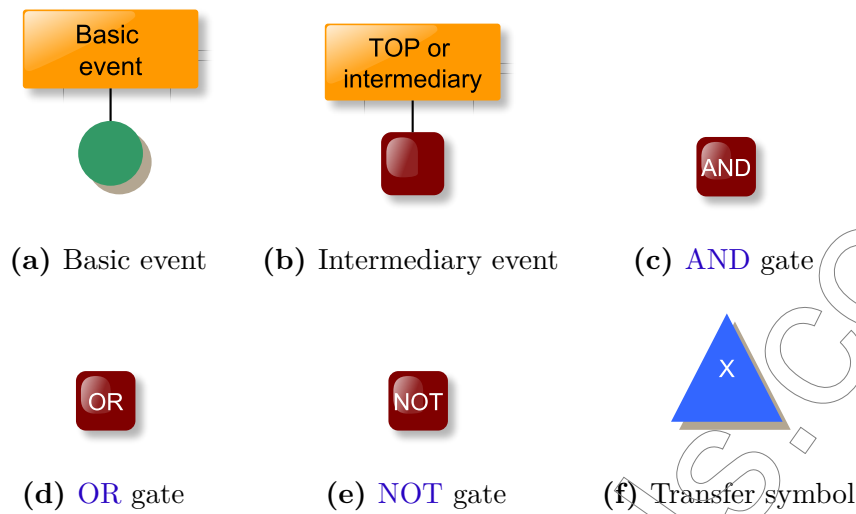 Basic
event
TOP or
intermediary
AND
(a) Basic event
(b) Intermediary event
(c) AND gate
OR
NOT
X
(d) OR gate
(e) NOT gate
(f) Transfer symbol